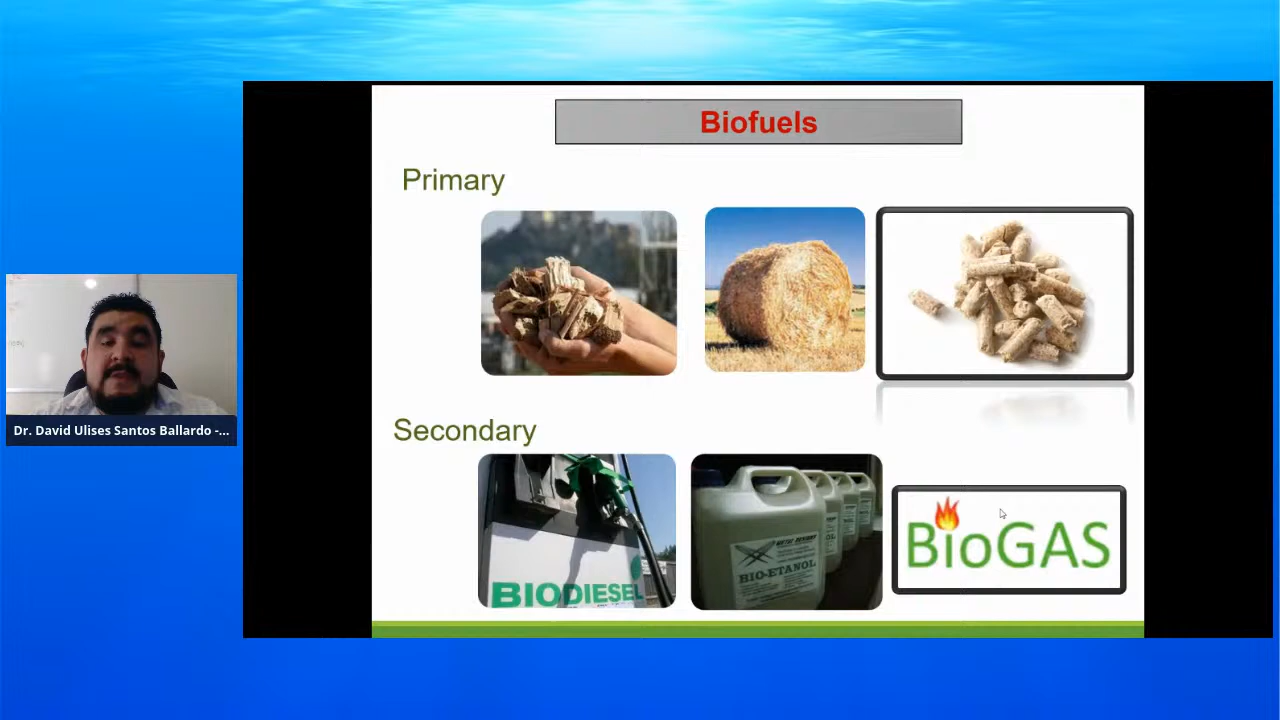 Biofuels
Primary
Secondary
BIODIESEL
BIO-ETANOL
BioGAS
Dr. David Ulises Santos Ballardo -...